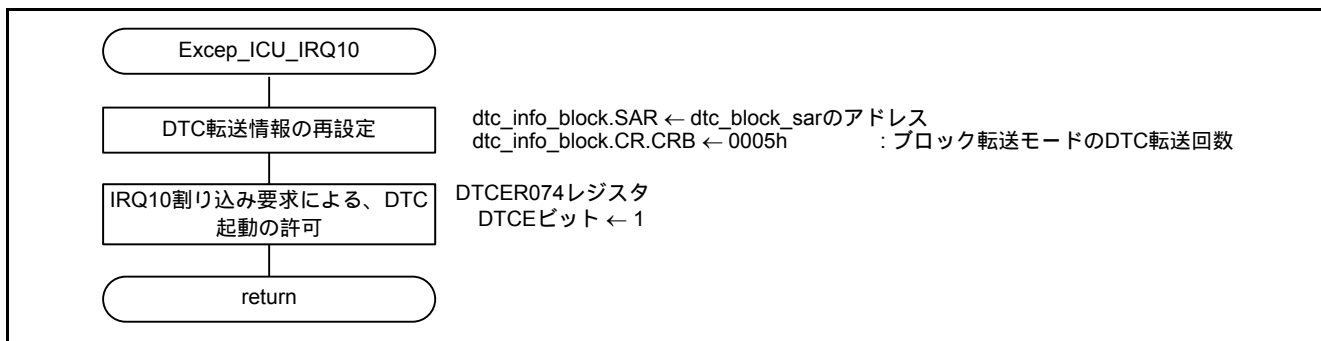 Excep_ICU_IRQ10
DTC転送情報の再設定
dtc_info_block.SAR ← dtc_block_sarのアドレス
dtc_info_block.CR.CRB ← 0005h : ブロック転送モードのDTC転送回数
IRQ10割り込み要求による、DTC
起動の許可
DTCER074レジスタ
DTCEビット ← 1
return